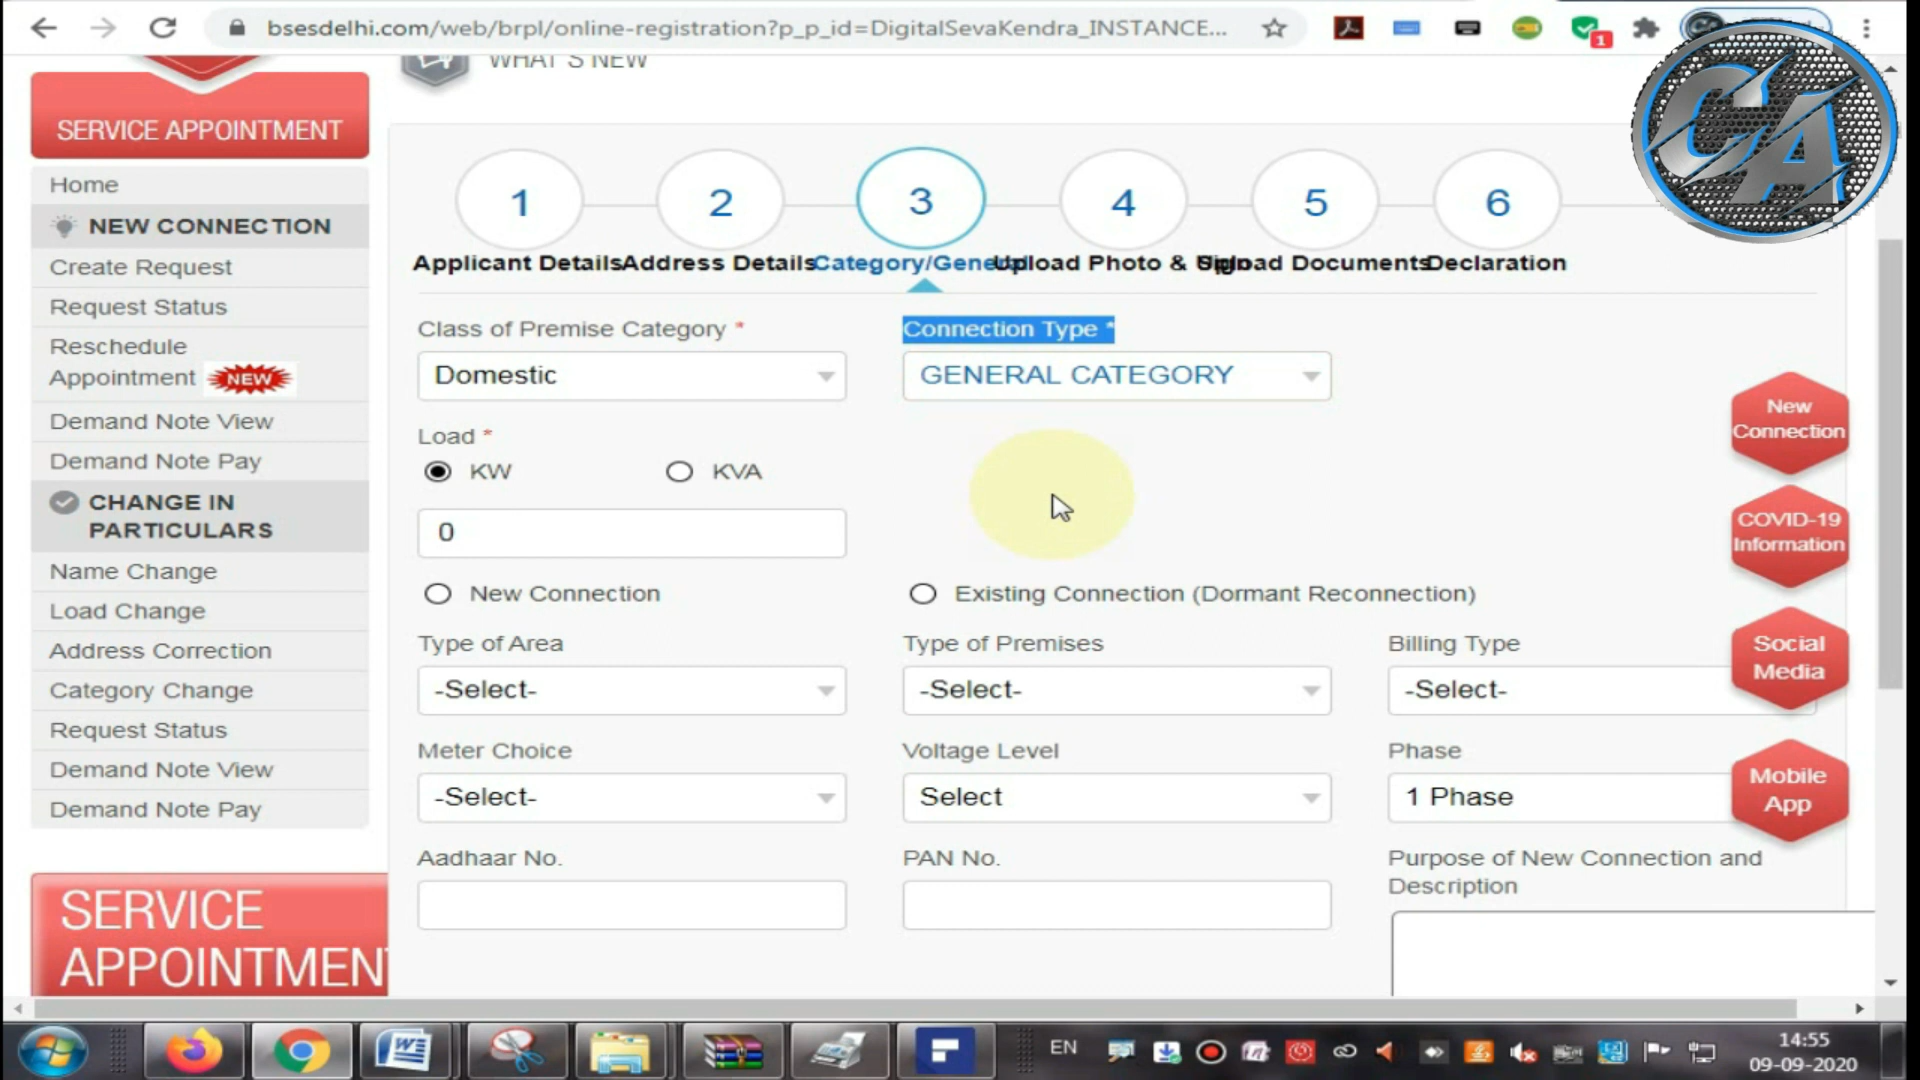 bsesdelhi.com/web/brpl/online-registration?p_p_id=DigitalSevaKendra_INSTANCE...
1
WHAT'S NEW
CA
SERVICE APPOINTMENT
Home
NEW CONNECTION
Create Request
Request Status
Reschedule
Appointment NEW
Demand Note View
Demand Note Pay
CHANGE IN
PARTICULARS
Name Change
Load Change
Address Correction
Category Change
Request Status
Demand Note View
Demand Note Pay
SERVICE
APPOINTMEN
1 2 3 4 5 6
Applicant Details Address Details Category/General Upload Photo & Sign Upload Documents Declaration
Class of Premise Category * Connection Type *
Domestic GENERAL CATEGORY
Load *
KW KVA
0
New Connection Existing Connection (Dormant Reconnection)
Type of Area Type of Premises Billing Type
-Select- -Select- -Select-
Meter Choice Voltage Level Phase
-Select- Select 1 Phase
Aadhaar No. PAN No. Purpose of New Connection and
Description
New
Connection
COVID-19
Information
Social
Media
Mobile
App
EN
14:55
09-09-2020